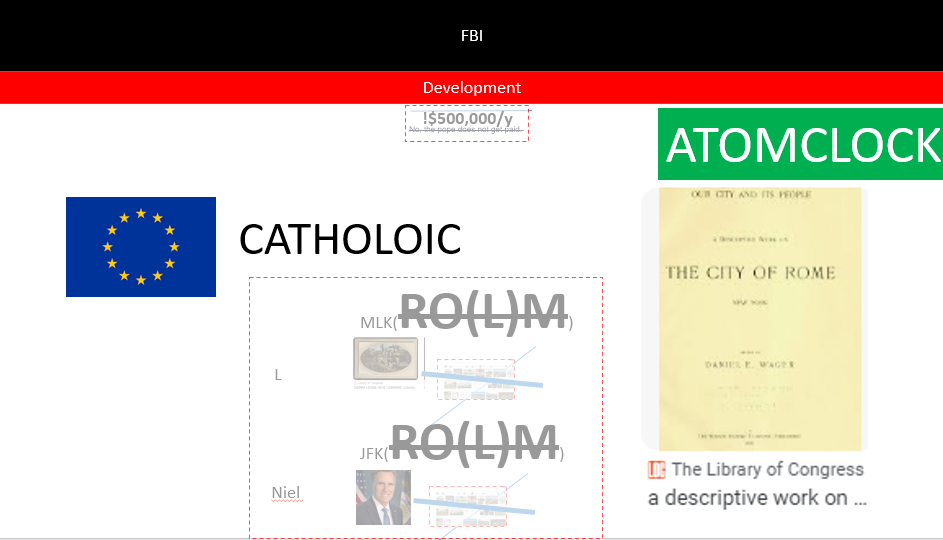 FBI
Development
!$500,000/y
No, the pope does not get paid.
ATOMCLOCK
OUR CITY AND ITS PEOPLE
A DESCRIPTIVE WORK ON
THE CITY OF ROME
NEW YORK
DANIEL E. WAGER
CATHOLOIC
MLK(RO(L)M)
L
JFK(RO(L)M)
Niel
LOC The Library of Congress
a descriptive work on ...